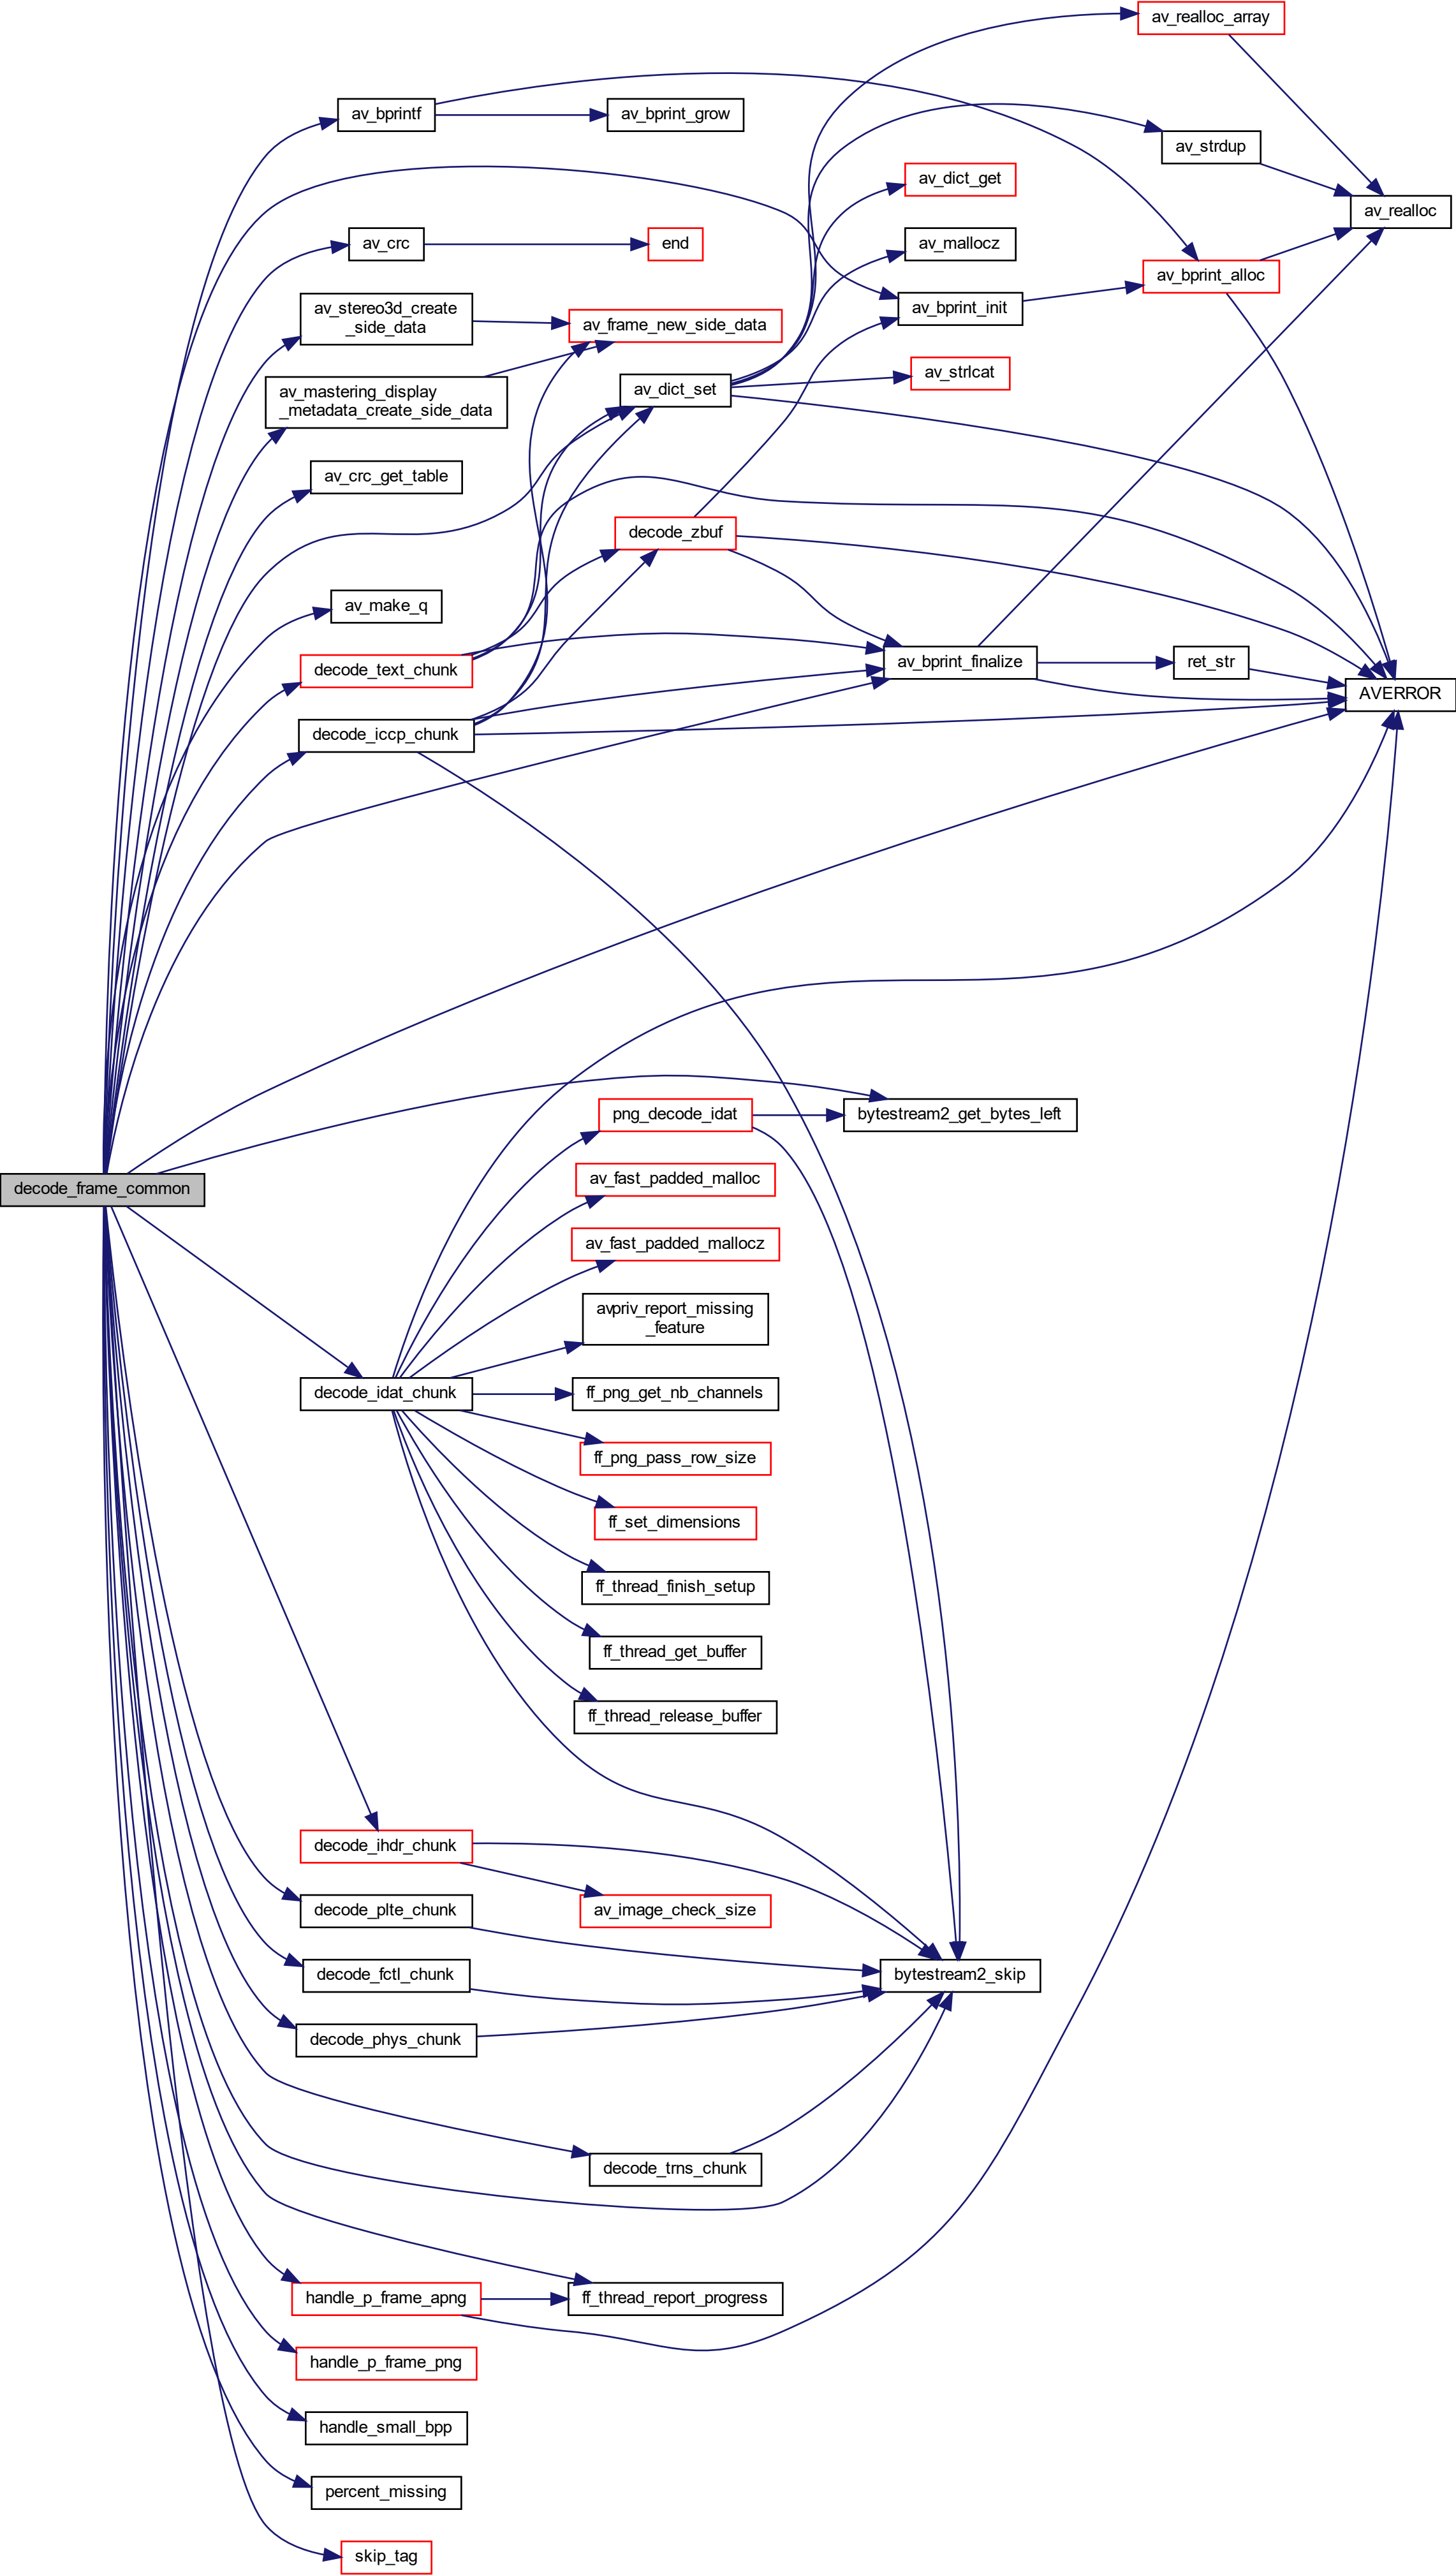 av_realloc_array
av_bprintf
av_bprint_grow
av_strdup
av_dict_get
av_realloc
av_crc
end
av_mallocz
av_bprint_alloc
av_stereo3d_create
_side_data
av_bprint_init
av_frame_new_side_data
av_mastering_display
_metadata_create_side_data
av_dict_set
av_strlcat
av_crc_get_table
decode_zbuf
av_make_q
decode_text_chunk
av_bprint_finalize
ret_str
AVERROR
decode_iccp_chunk
png_decode_idat
bytestream2_get_bytes_left
av_fast_padded_malloc
decode_frame_common
av_fast_padded_mallocz
avpriv_report_missing
_feature
decode_idat_chunk
ff_png_get_nb_channels
ff_png_pass_row_size
ff_set_dimensions
ff_thread_finish_setup
ff_thread_get_buffer
ff_thread_release_buffer
decode_ihdr_chunk
av_image_check_size
decode_plte_chunk
decode_fctl_chunk
bytestream2_skip
decode_phys_chunk
decode_trns_chunk
handle_p_frame_apng
ff_thread_report_progress
handle_p_frame_png
handle_small_bpp
percent_missing
skip_tag